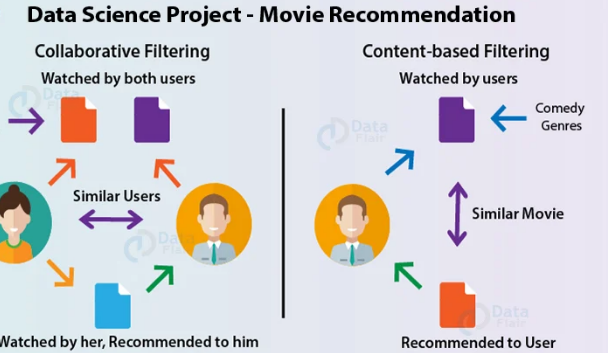 Data Science Project - Movie Recommendation
Collaborative Filtering
Watched by both users
Similar Users
Watched by her, Recommended to him
Content-based Filtering
Watched by users
Comedy
Genres
Similar Movie
Recommended to User
Data
Flair
Data
Flair
Data
Flair
Data
Flair